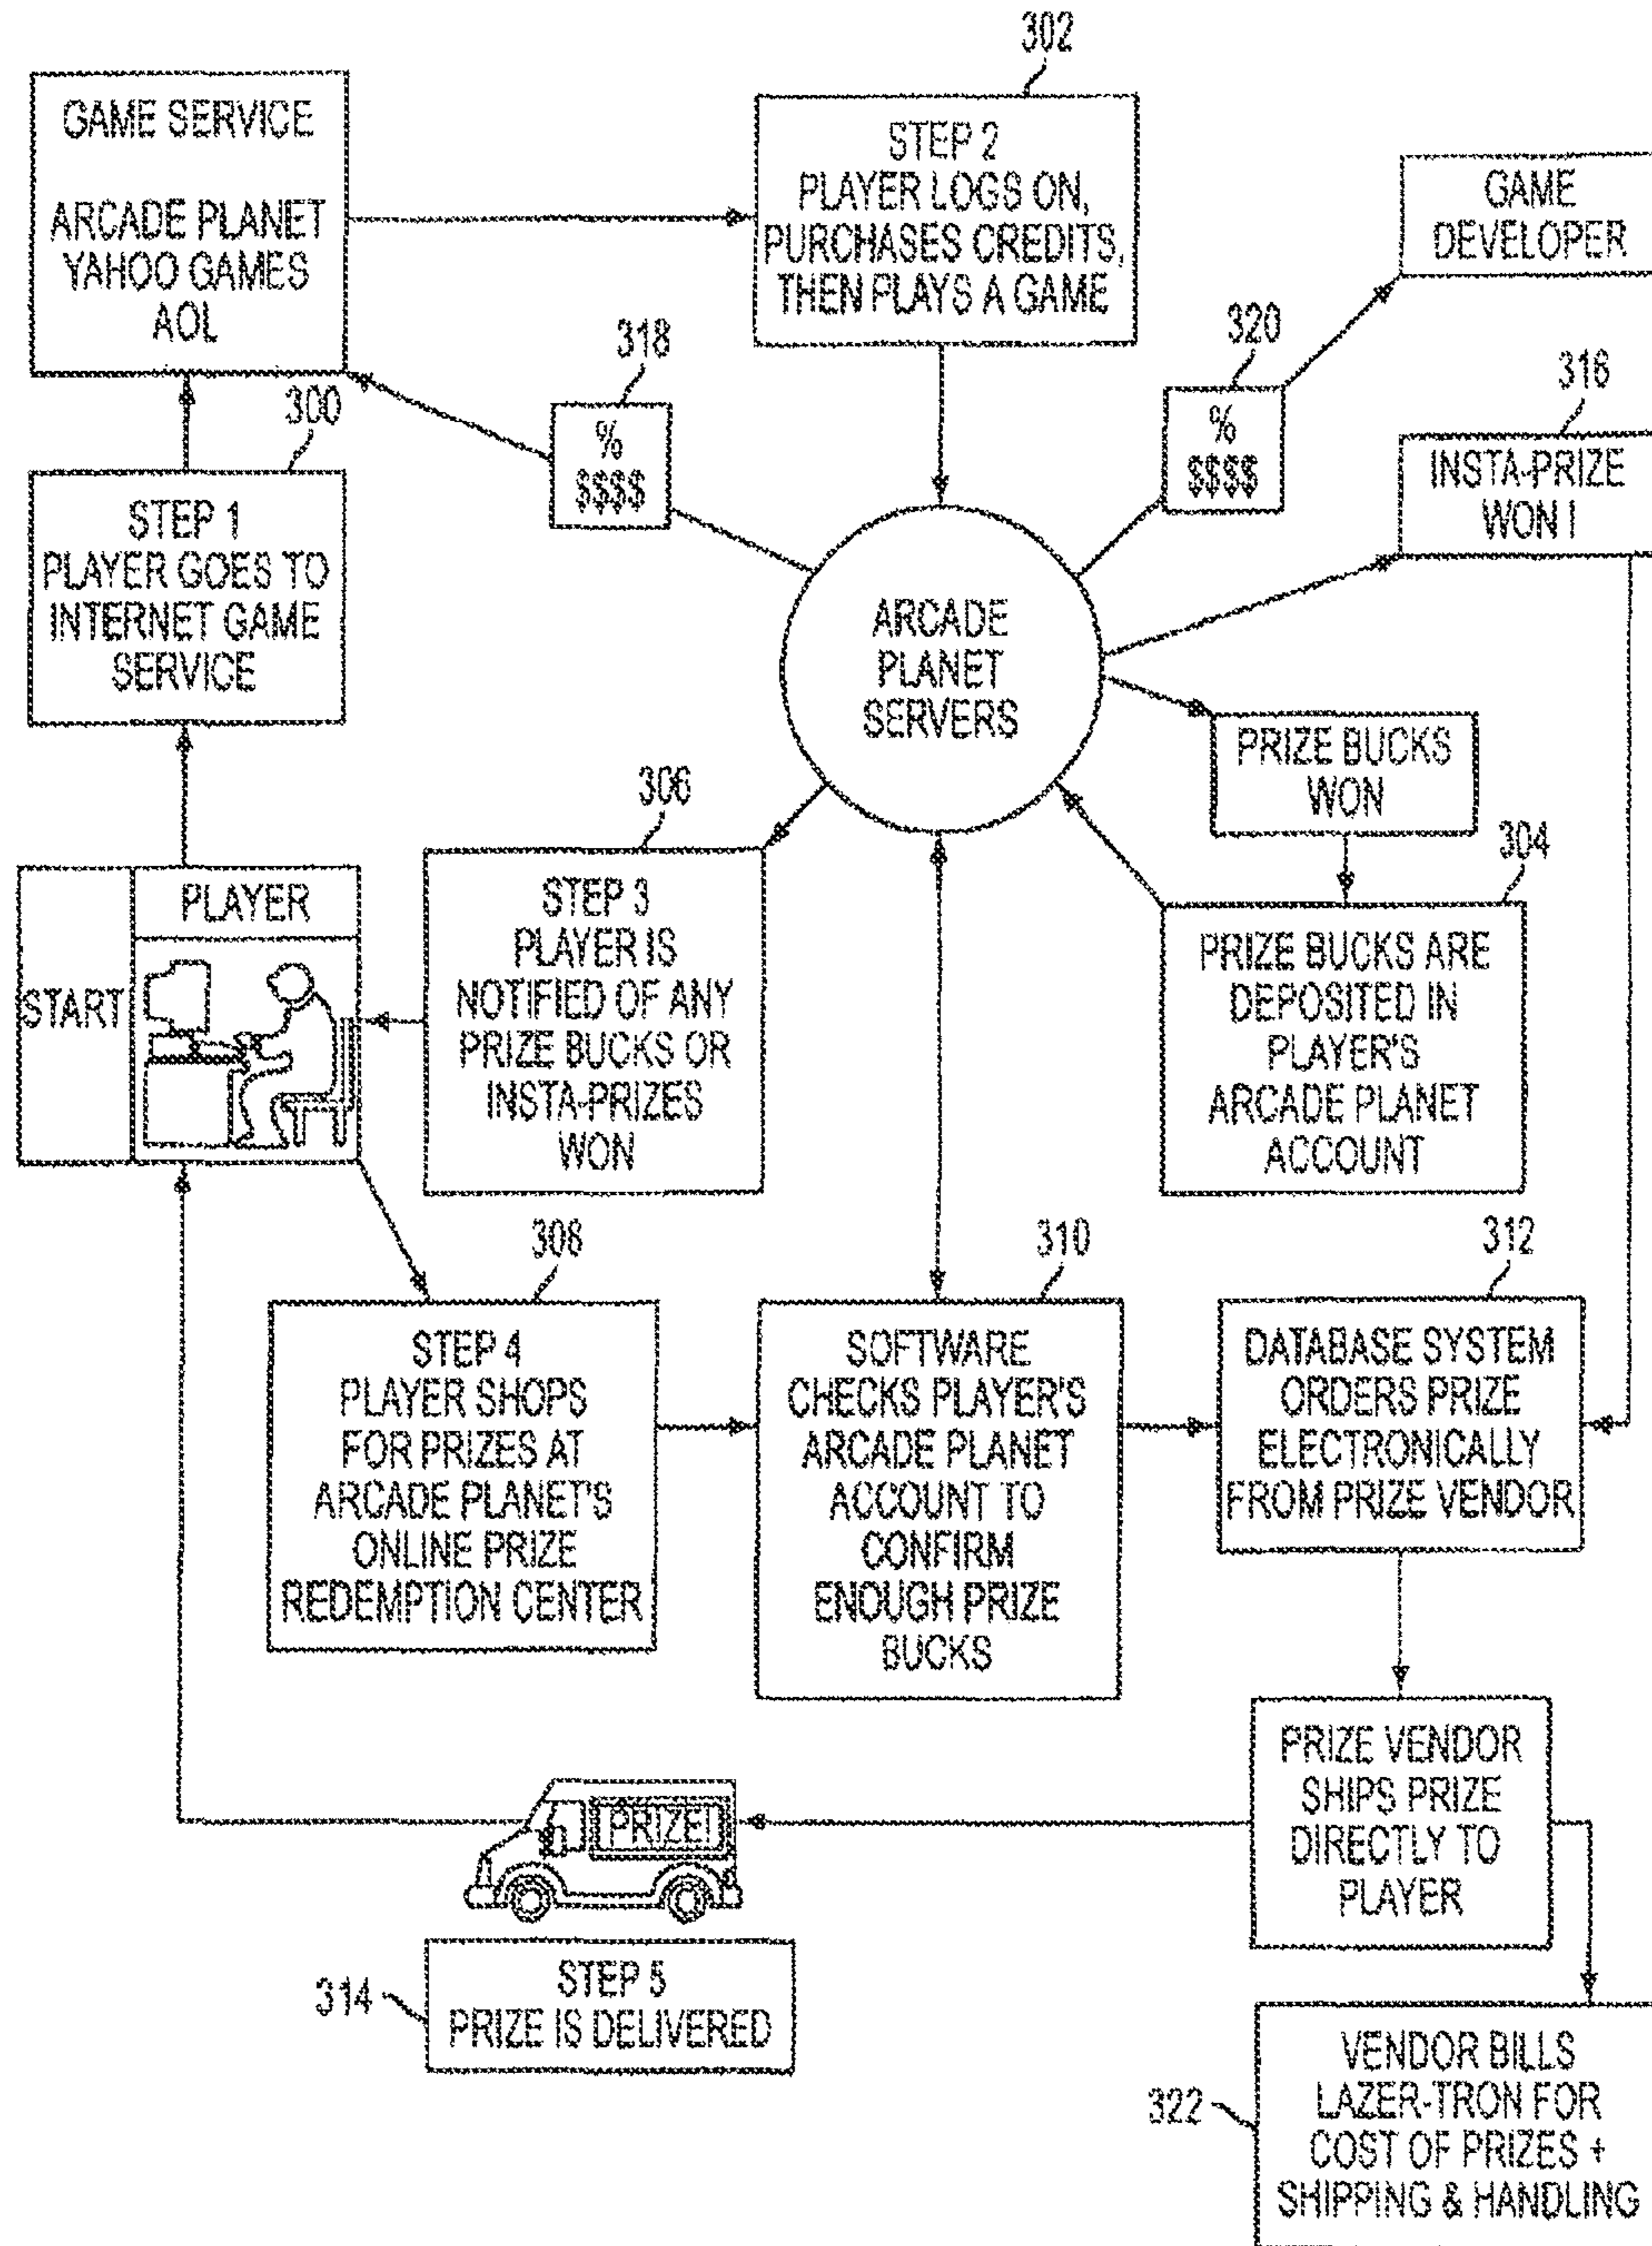 302
GAME SERVICE
ARCADE PLANET
YAHOO GAMES
AOL
STEP 2
PLAYER LOGS ON,
PURCHASES CREDITS,
THEN PLAYS A GAME
GAME
DEVELOPER
318
%
$$$$
320
%
$$$$
316
INSTA-PRIZE
WON !
300
STEP 1
PLAYER GOES TO
INTERNET GAME
SERVICE
ARCADE
PLANET
SERVERS
PRIZE BUCKS
WON
304
PRIZE BUCKS ARE
DEPOSITED IN
PLAYER'S
ARCADE PLANET
ACCOUNT
306
STEP 3
PLAYER IS
NOTIFIED OF ANY
PRIZE BUCKS OR
INSTA-PRIZES
WON
START
PLAYER
308
STEP 4
PLAYER SHOPS
FOR PRIZES AT
ARCADE PLANET'S
ONLINE PRIZE
REDEMPTION CENTER
310
SOFTWARE
CHECKS PLAYER'S
ARCADE PLANET
ACCOUNT TO
CONFIRM
ENOUGH PRIZE
BUCKS
312
DATABASE SYSTEM
ORDERS PRIZE
ELECTRONICALLY
FROM PRIZE VENDOR
PRIZE VENDOR
SHIPS PRIZE
DIRECTLY TO
PLAYER
PRIZE!
314
STEP 5
PRIZE IS DELIVERED
322
VENDOR BILLS
LAZER-TRON FOR
COST OF PRIZES +
SHIPPING & HANDLING